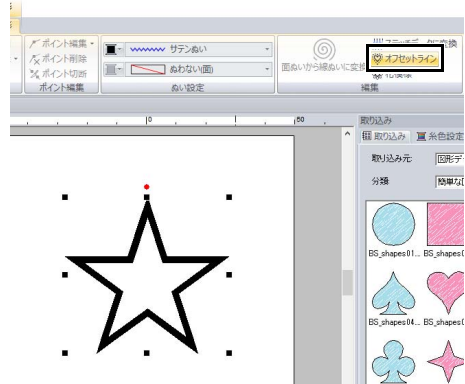 ポイント編集
ポイント削除
ポイント切断
ポイント編集
サテンぬい
ぬわない(面)
ぬい設定
面ぬいから線ぬいに変換
オフセットライン
編集
0
50
取り込み
取り込み
糸色設定
取り込み元
図形デ
分類
簡単な
BS_shapes01...
BS_shapes0
BS_shapes04...
BS_shapes0